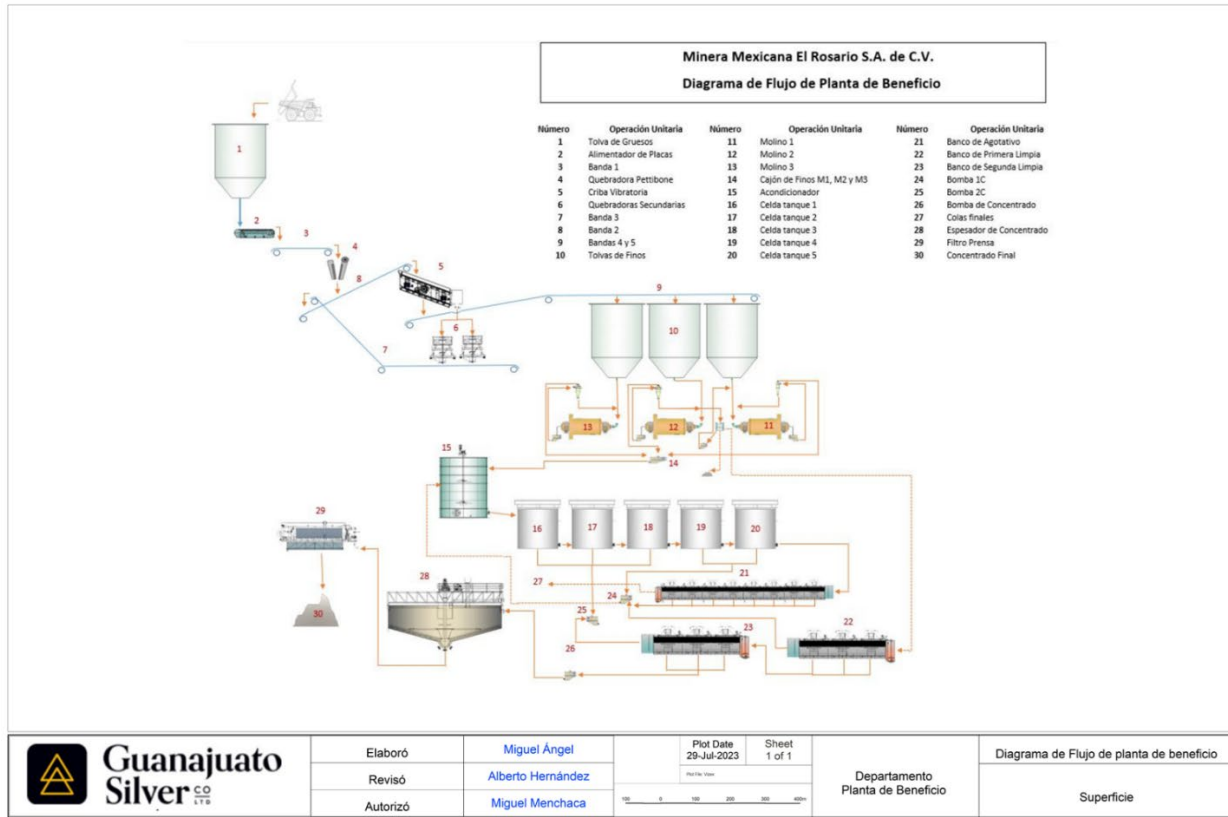 Minera Mexicana El Rosario S.A. de C.V.
Diagrama de Flujo de Planta de Beneficio
Número Operación Unitaria Número Operación Unitaria Número Operación Unitaria
1 Tolva de Gruesos 11 Molino 1 21 Banco de Agotativo
2 Alimentador de Placas 12 Molino 2 22 Banco de Primera Limpia
3 Banda 1 13 Molino 3 23 Banco de Segunda Limpia
4 Quebradora Pettibone 14 Cajón de Finos M1, M2 y M3 24 Bomba 1C
5 Criba Vibratoria 15 Acondicionador 25 Bomba 2C
6 Quebradoras Secundarias 16 Celda tanque 1 26 Bomba de Concentrado
7 Banda 3 17 Celda tanque 2 27 Colas finales
8 Banda 2 18 Celda tanque 3 28 Espesador de Concentrado
9 Bandas 4 y 5 19 Celda tanque 4 29 Filtro Prensa
10 Tolvas de Finos 20 Celda tanque 5 30 Concentrado Final
1
2
3
4
5
8
9
10
6
7
13
12
11
15
14
29
16
17
18
19
20
28
27
21
24
30
25
23
22
26
Guanajuato
Silver CO
LTD
Elaboró Miguel Ángel
Revisó Alberto Hernández
Autorizó Miguel Menchaca
Plot Date Sheet
29-Jul-2023 1 of 1
100 0 100 200 300 400m
Departamento
Planta de Beneficio
Diagrama de Flujo de planta de beneficio
Superficie